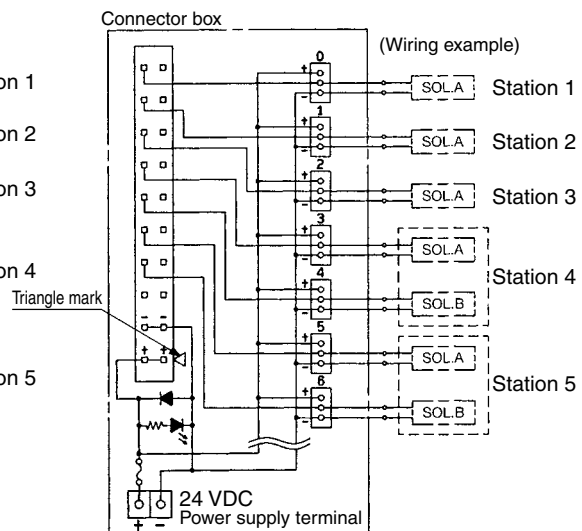 Connector box
(Wiring example)
0
+
-
SOL.A
Station 1
on 1
1
+
-
SOL.A
Station 2
on 2
2
+
-
SOL.A
Station 3
on 3
3
+
-
SOL.A
Station 4
on 4
4
+
-
SOL.B
Triangle mark
- -
+ +
5
+
-
SOL.A
Station 5
on 5
6
+
-
SOL.B
24 VDC
Power supply terminal
+ -